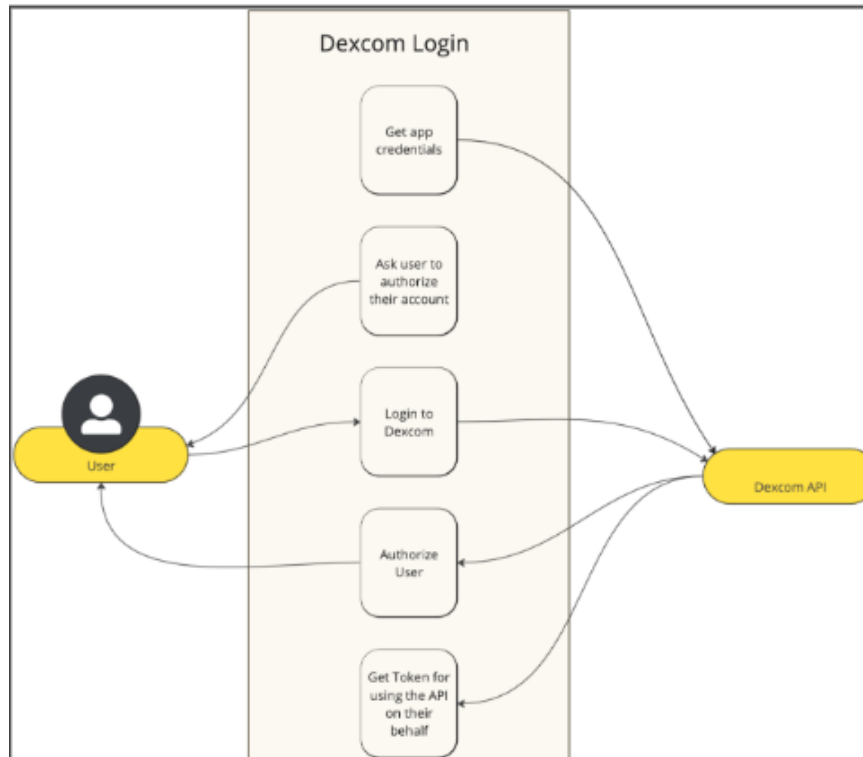 Dexcom Login
Get app
credentials
Ask user to
authorize
their account
Login to
Dexcom
User
Dexcom API
Authorize
User
Get Token for
using the API
on their
behalf